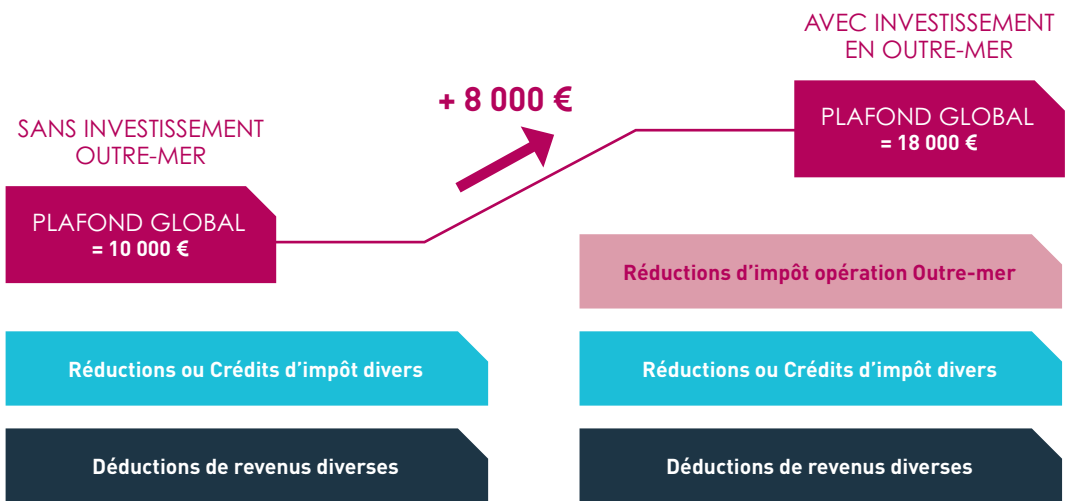 SANS INVESTISSEMENT
OUTRE-MER
PLAFOND GLOBAL
= 10 000 €
+ 8 000 €
AVEC INVESTISSEMENT
EN OUTRE-MER
PLAFOND GLOBAL
= 18 000 €
Réductions d’impôt opération Outre-mer
Réductions ou Crédits d’impôt divers
Réductions ou Crédits d’impôt divers
Déductions de revenus diverses
Déductions de revenus diverses